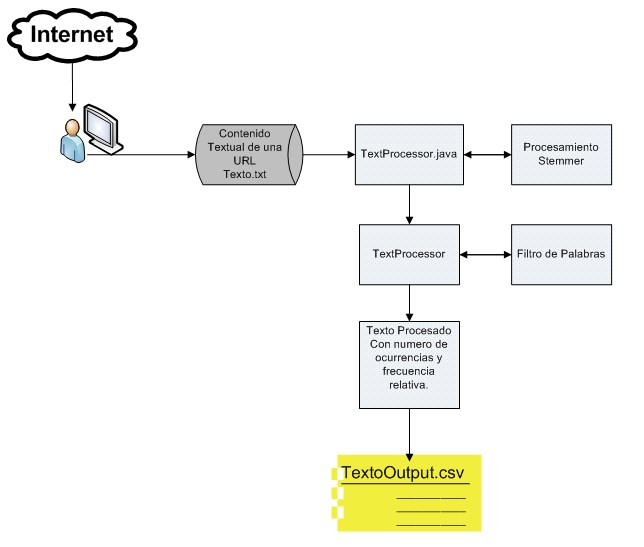 Internet
Contenido
Textual de una
URL
Texto.txt
TextProcessor.java
Procesamiento
Stemmer
TextProcessor
Filtro de Palabras
Texto Procesado
Con numero de
ocurrencias y
frecuencia
relativa.
TextoOutput.csv